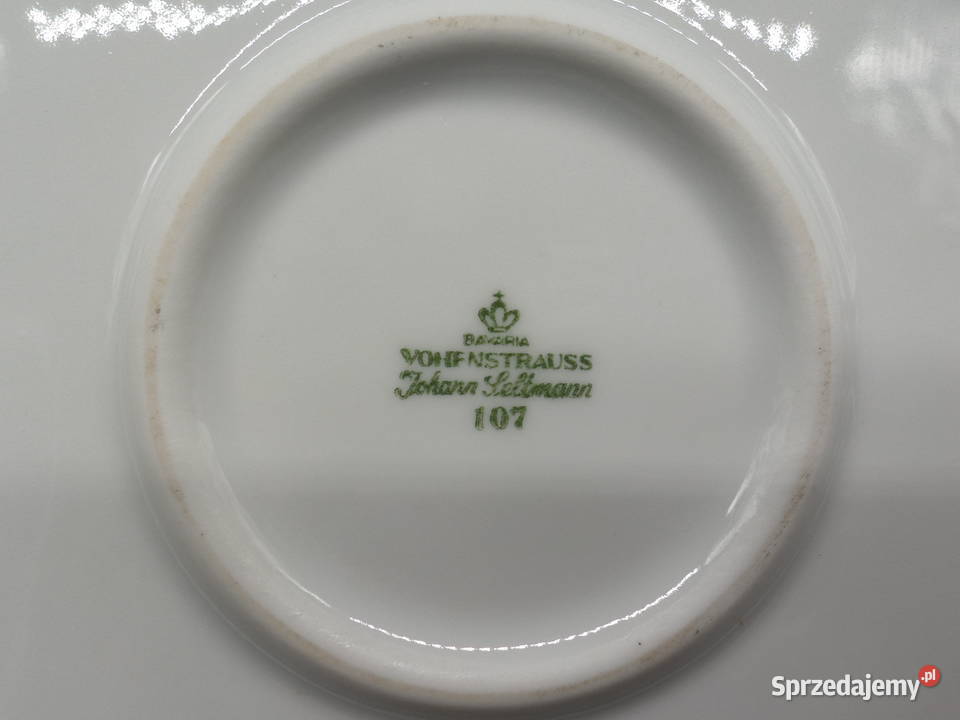 BAVARIA
VOHENSTRAUSS
Johann Seltmann
107
Sprzedajemy.pl